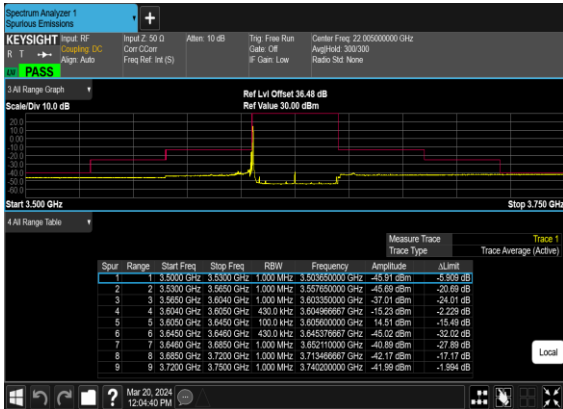 Spectrum Analyzer 1
Spurious Emissions
KEYSIGHT Input: RF Input Z: 50 Ω Atten: 10 dB Trig: Free Run Center Freq: 22.005000000 GHz
R T Coupling: DC Corr CCorr Gate: Off Avg|Hold: 300/300
Align: Auto Freq Ref: Int (S) IF Gain: Low Radio Std: None
PASS
3 All Range Graph
Ref Lvl Offset 36.48 dB
Scale/Div 10.0 dB Ref Value 30.00 dBm
20.0
10.0
0.00
-10.0
-20.0
-30.0
-40.0
-50.0
-60.0
Start 3.500 GHz Stop 3.750 GHz
4 All Range Table
Measure Trace Trace 1
Trace Type Trace Average (Active)
Spur Range Start Freq Stop Freq RBW Frequency Amplitude ΔLimit
1 1 3.5000 GHz 3.5300 GHz 1.000 MHz 3.503650000 GHz -45.91 dBm -5.909 dB
2 2 3.5300 GHz 3.5650 GHz 1.000 MHz 3.557650000 GHz -45.69 dBm -20.69 dB
3 3 3.5650 GHz 3.6040 GHz 1.000 MHz 3.603350000 GHz -37.01 dBm -24.01 dB
4 4 3.6040 GHz 3.6050 GHz 430.0 kHz 3.604966667 GHz -15.23 dBm -2.229 dB
5 5 3.6050 GHz 3.6450 GHz 100.0 kHz 3.605600000 GHz 14.51 dBm -15.49 dB
6 6 3.6450 GHz 3.6460 GHz 430.0 kHz 3.645376667 GHz -45.02 dBm -32.02 dB
7 7 3.6460 GHz 3.6850 GHz 1.000 MHz 3.652110000 GHz -40.89 dBm -27.89 dB
8 8 3.6850 GHz 3.7200 GHz 1.000 MHz 3.713466667 GHz -42.17 dBm -17.17 dB
9 9 3.7200 GHz 3.7500 GHz 1.000 MHz 3.740200000 GHz -41.99 dBm -1.994 dB
Local
Mar 20, 2024
12:04:40 PM